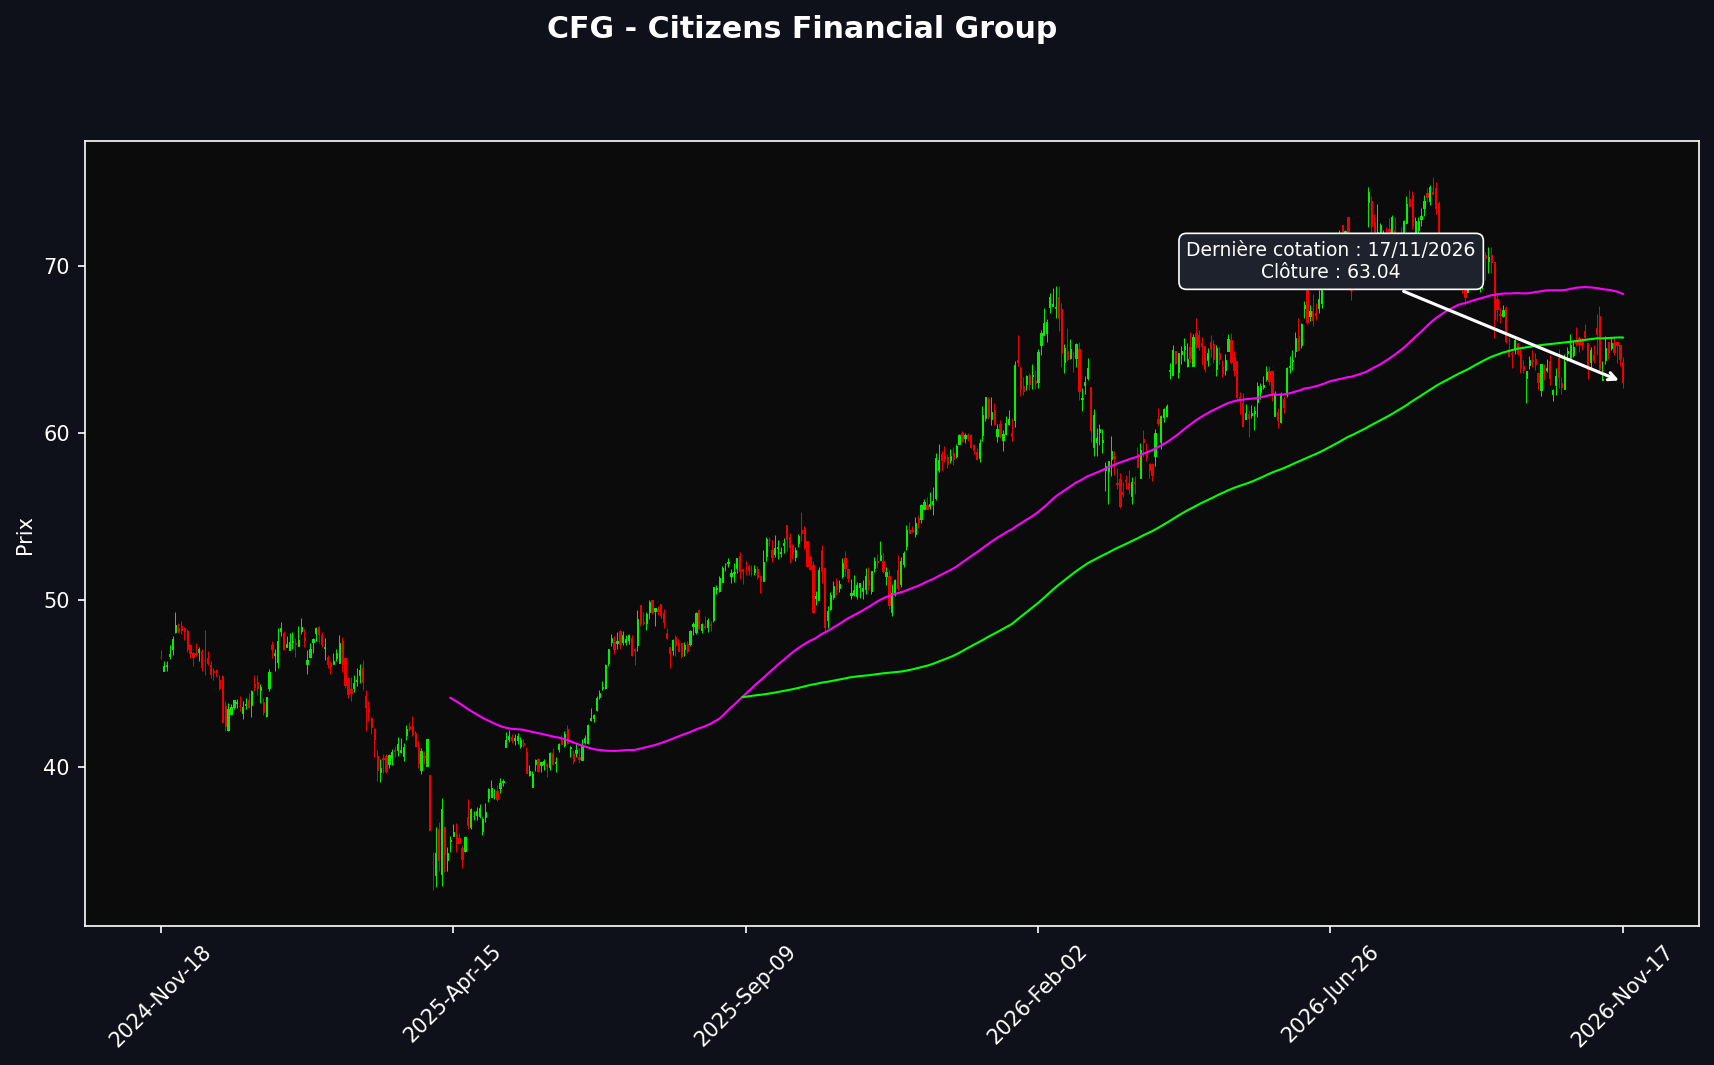 CFG - Citizens Financial Group
Dernière cotation : 17/11/2026
Clôture : 63.04
Prix
70
60
50
40
2024-Nov-18
2025-Apr-15
2025-Sep-09
2026-Feb-02
2026-Jun-26
2026-Nov-17